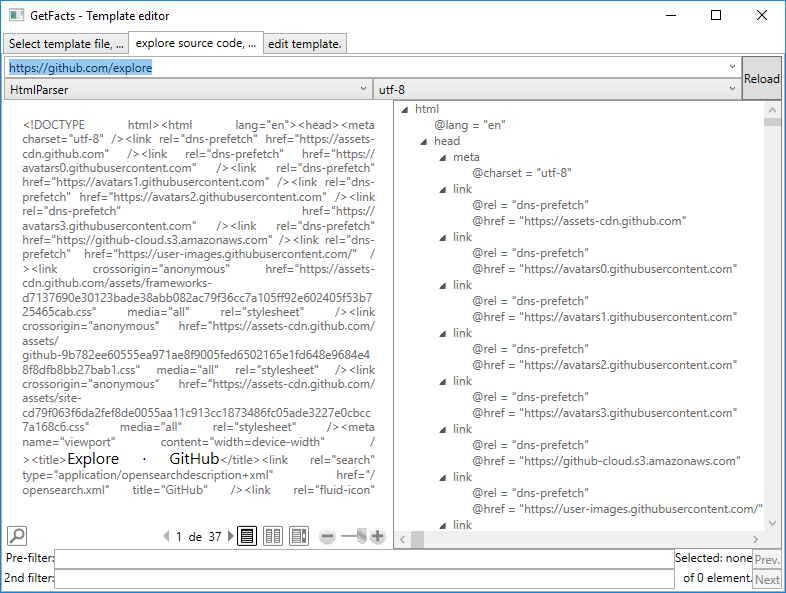 GetFacts - Template editor
Select template file, ... explore source code, ... edit template.
https://github.com/explore
Reload
HtmlParser utf-8
<!DOCTYPE html><html lang="en"><head><meta
charset="utf-8" /><link rel="dns-prefetch" href="https://assets-
cdn.github.com" /><link rel="dns-prefetch" href="https://
avatars0.githubusercontent.com" /><link rel="dns-
prefetch" href="https://
avatars1.githubusercontent.com" /><link rel="dns-
prefetch" href="https://avatars2.githubusercontent.com" /><link
rel="dns-prefetch" href="https://
avatars3.githubusercontent.com" /><link rel="dns-prefetch"
href="https://github-cloud.s3.amazonaws.com" /><link rel="dns-
prefetch" href="https://user-images.githubusercontent.com/" /
><link crossorigin="anonymous" href="https://assets-
cdn.github.com/assets/frameworks-
d7137690e30123bade38abb082ac79f36cc7a105ff92e602405f53b7
25465cab.css" media="all" rel="stylesheet" /><link
crossorigin="anonymous" href="https://assets-cdn.github.com/
assets/
github-9b782ee60555ea971ae8f9005fed6502165e1fd648e9684e4
8f8dfb8bb27bab1.css" media="all" rel="stylesheet" /><link
crossorigin="anonymous" href="https://assets-cdn.github.com/
assets/site-
cd79f063f6da2fef8de0055aa11c913cc1873486fc05ade3227e0cbcc
7a168c6.css" media="all" rel="stylesheet" /><meta
name="viewport" content="width=device-width" /
><title>Explore · GitHub</title><link rel="search"
type="application/opensearchdescription+xml" href="/
opensearch.xml" title="GitHub" /><link rel="fluid-icon"
1 de 37
html
@lang = "en"
head
meta
@charset = "utf-8"
link
@rel = "dns-prefetch"
@href = "https://assets-cdn.github.com"
link
@rel = "dns-prefetch"
@href = "https://avatars0.githubusercontent.com"
link
@rel = "dns-prefetch"
@href = "https://avatars1.githubusercontent.com"
link
@rel = "dns-prefetch"
@href = "https://avatars2.githubusercontent.com"
link
@rel = "dns-prefetch"
@href = "https://avatars3.githubusercontent.com"
link
@rel = "dns-prefetch"
@href = "https://github-cloud.s3.amazonaws.com"
link
@rel = "dns-prefetch"
@href = "https://user-images.githubusercontent.com/"
link
Pre-filter: Selected: none Prev.
2nd filter: of 0 element. Next